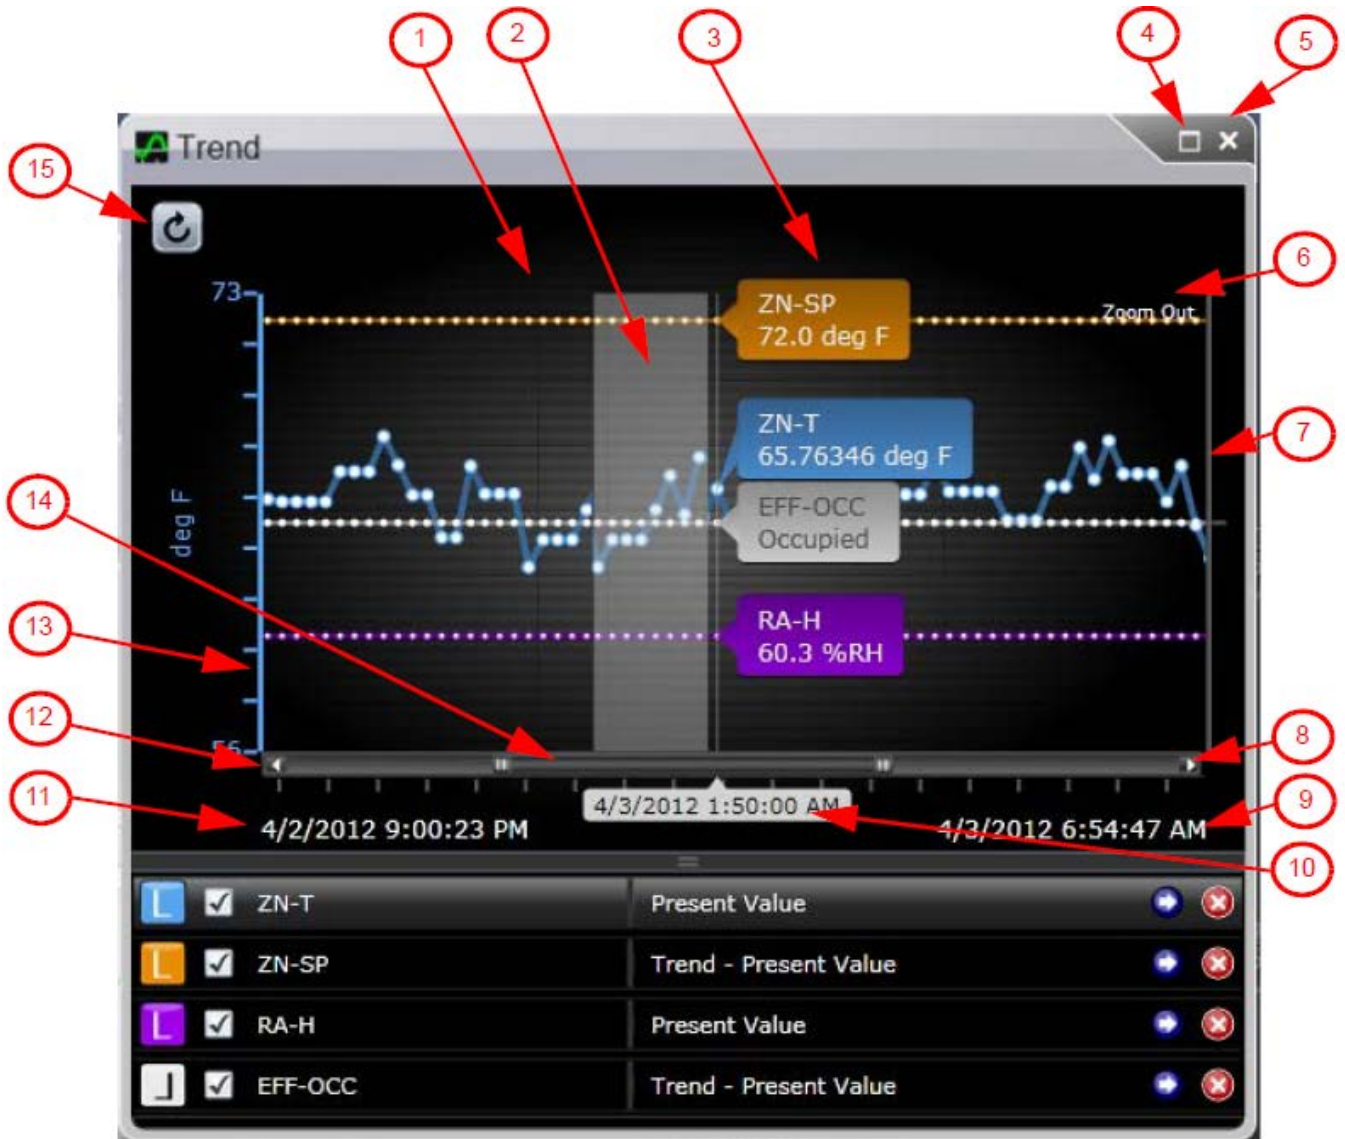 1
2
3
4
5
Trend
15
6
73
ZN-SP
72.0 deg F
Zoom Out
ZN-T
65.76346 deg F
7
14
deg F
EFF-OCC
Occupied
13
RA-H
60.3 %RH
12
56
8
11
4/3/2012 1:50:00 AM
9
4/2/2012 9:00:23 PM
4/3/2012 6:54:47 AM
10
L ZN-T Present Value
L ZN-SP Trend - Present Value
L RA-H Present Value
EFF-OCC Trend - Present Value